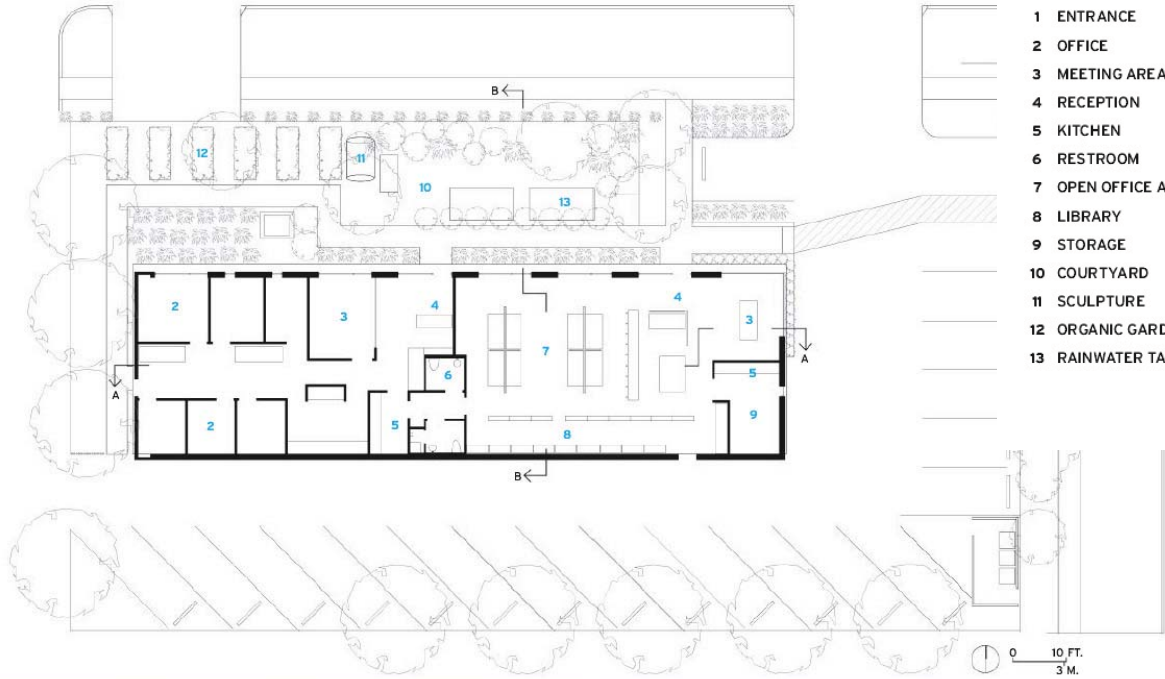 1 ENTRANCE
2 OFFICE
3 MEETING AREA
4 RECEPTION
5 KITCHEN
6 RESTROOM
7 OPEN OFFICE A
8 LIBRARY
9 STORAGE
10 COURTYARD
11 SCULPTURE
12 ORGANIC GARD
13 RAINWATER TA
B
12
11
10
13
2
3
4
4
3
7
A
A
6
5
5
2
9
8
B
0 10 FT.
3 M.